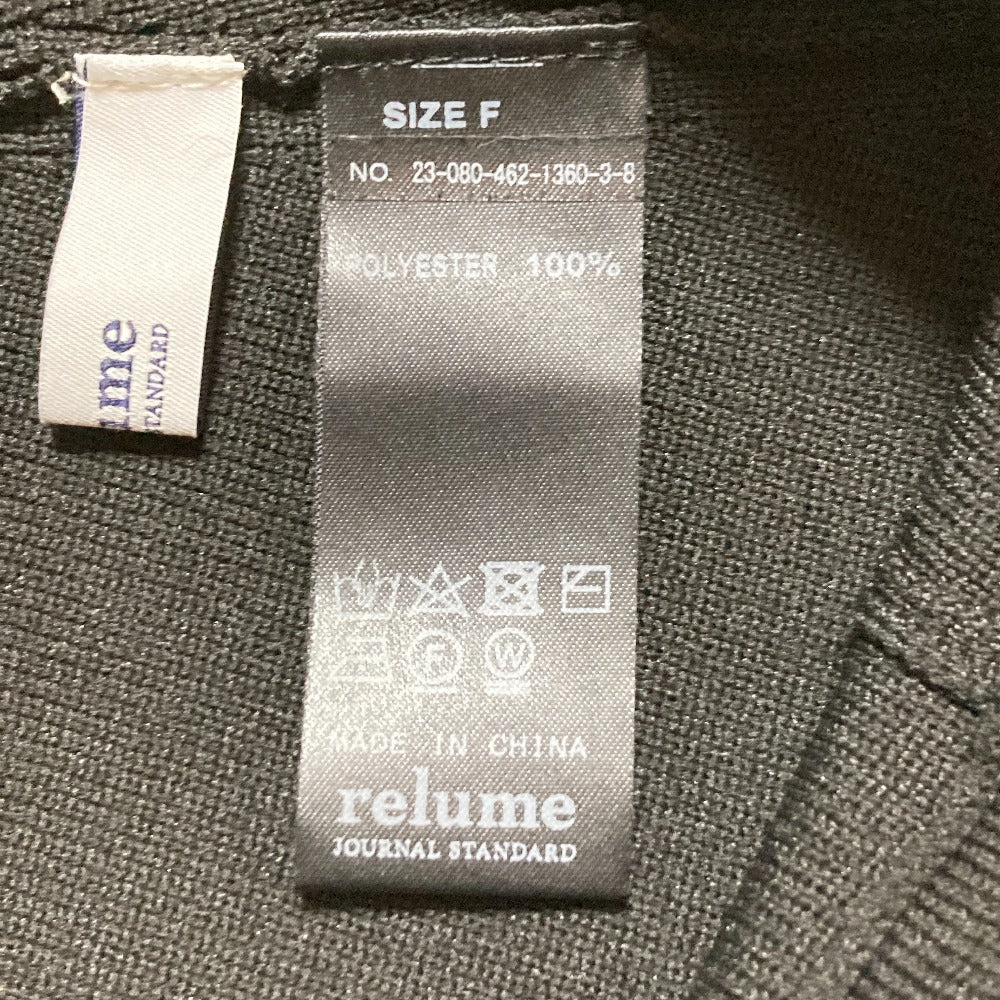 SIZE F
NO. 23-080-462-1360-3-8
POLYESTER 100%
F W
MADE IN CHINA
relume
JOURNAL STANDARD
ume
STANDARD